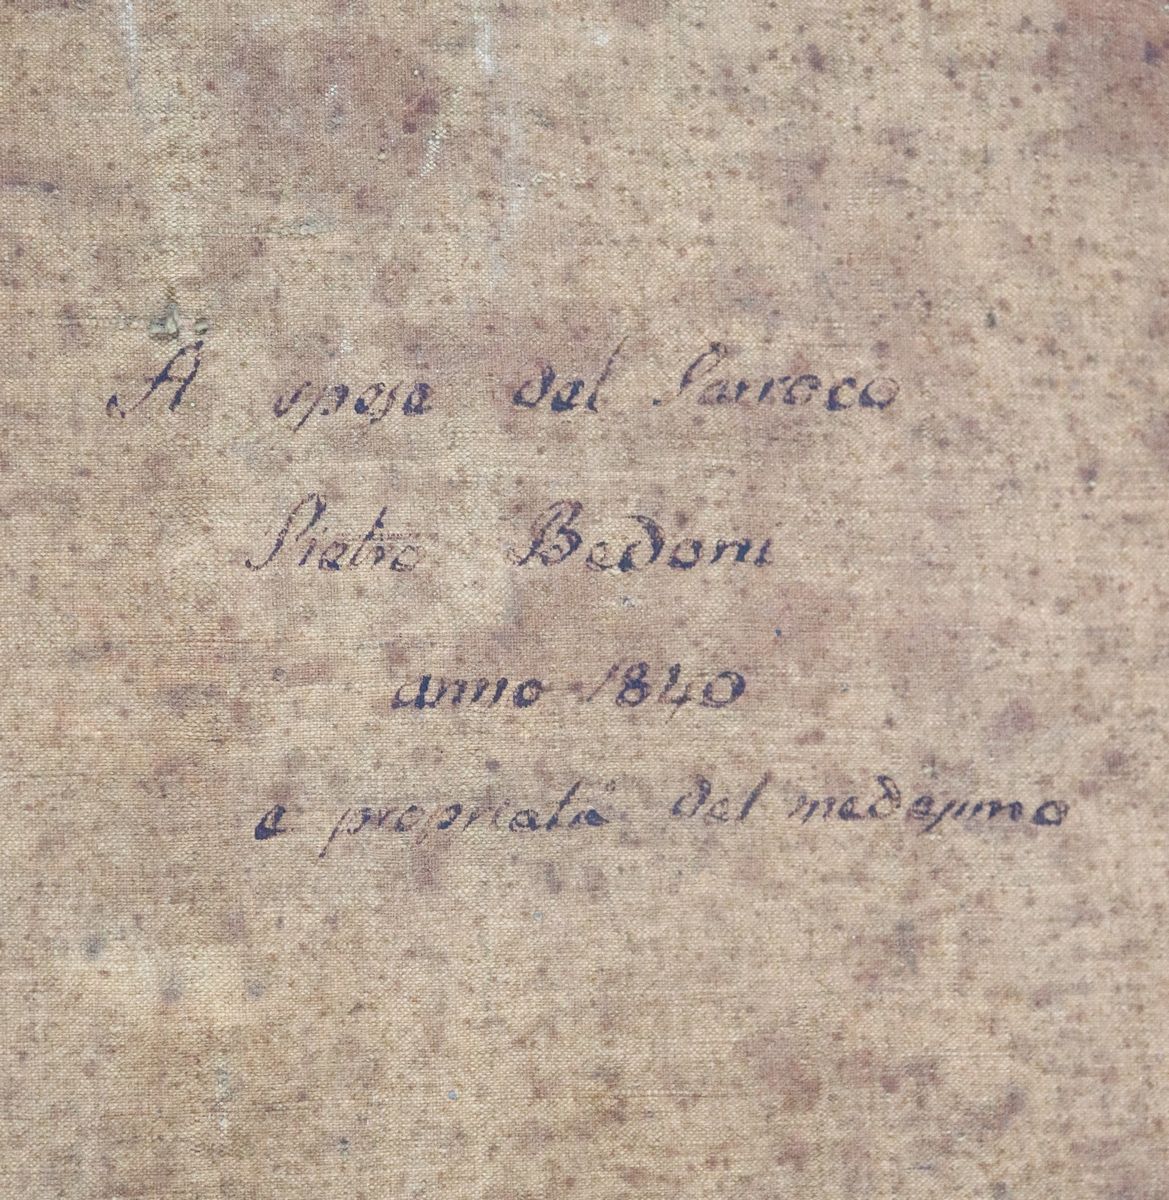 A spese del Parroco
Pietro Bedoni
anno 1840
e proprietà del medesimo